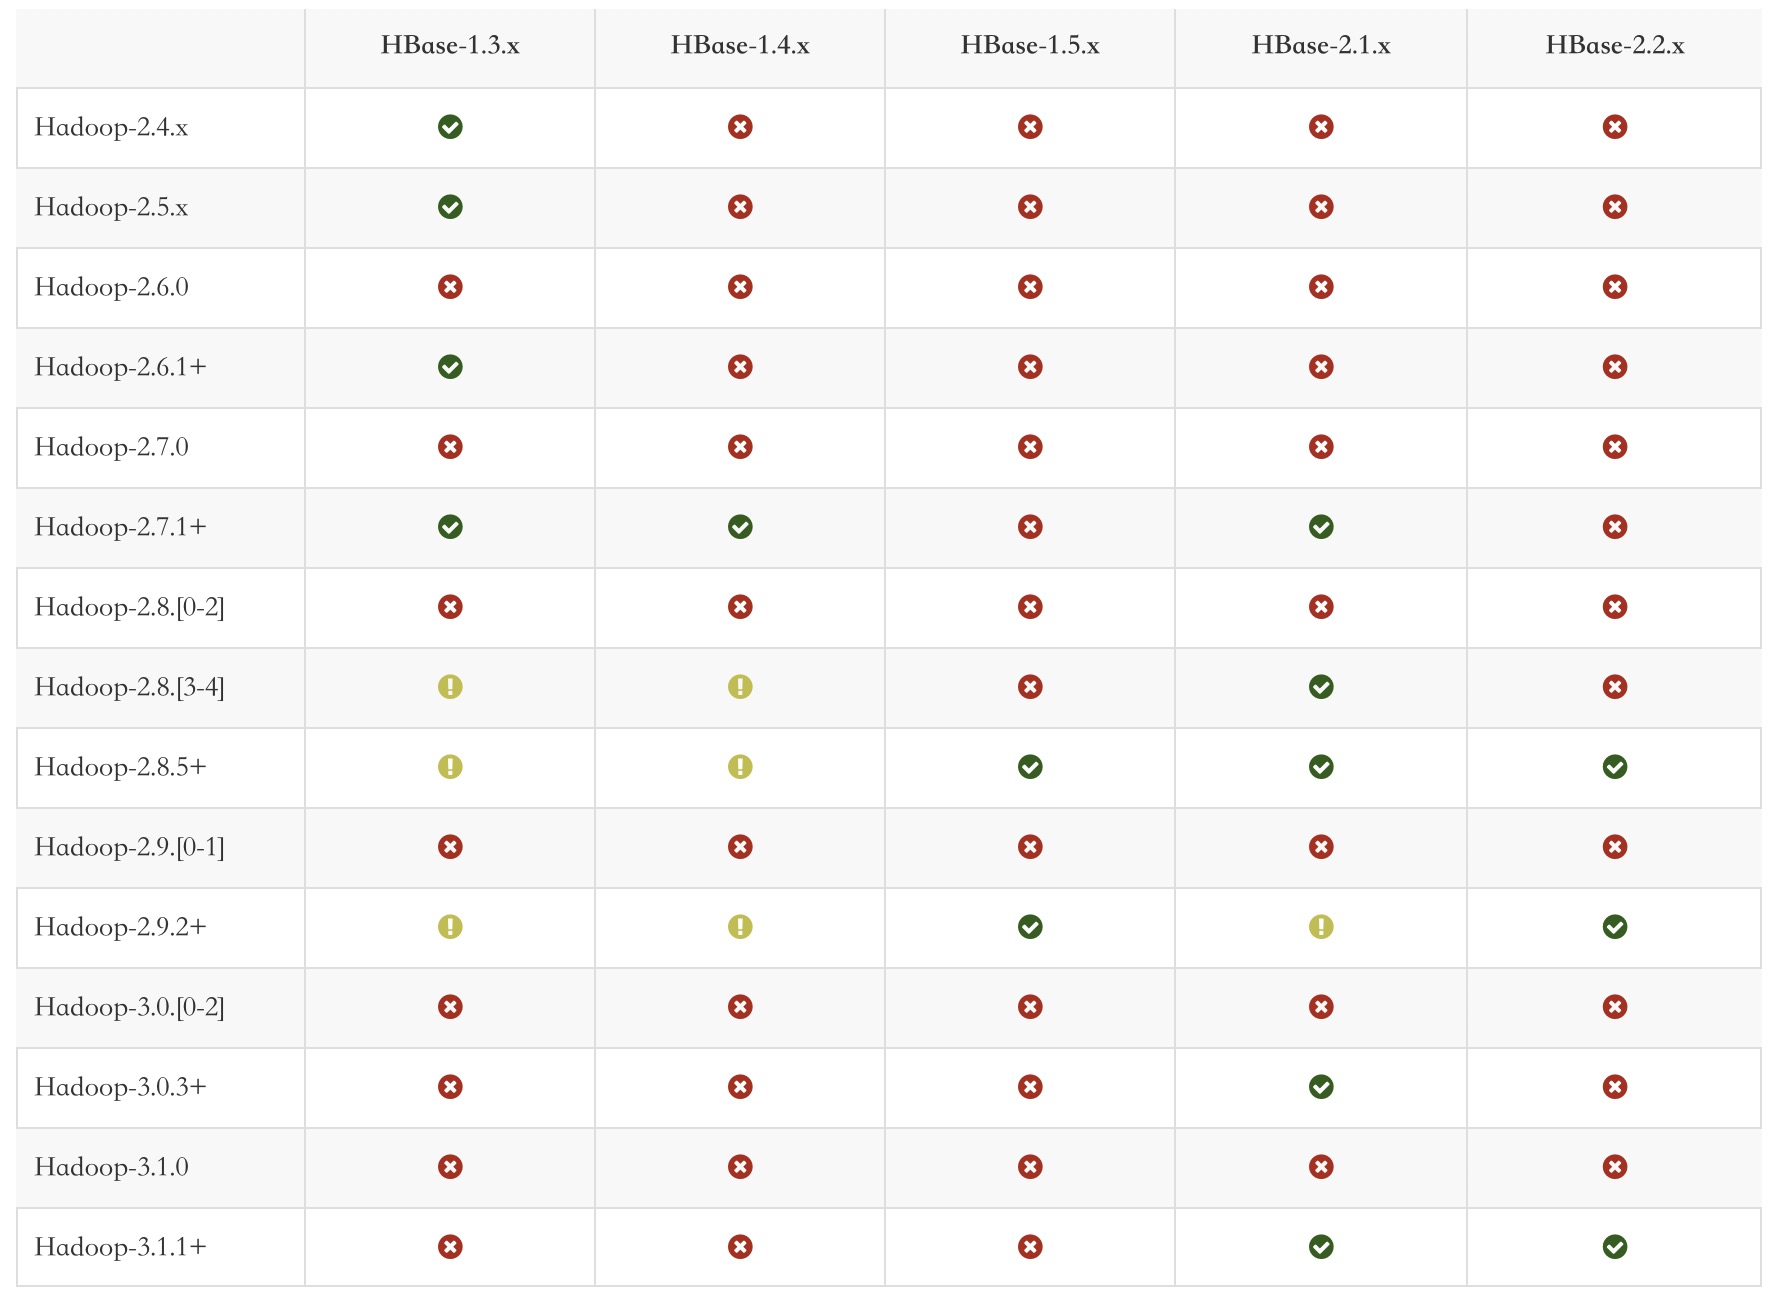 HBase-1.3.x HBase-1.4.x HBase-1.5.x HBase-2.1.x HBase-2.2.x
Hadoop-2.4.x
Hadoop-2.5.x
Hadoop-2.6.0
Hadoop-2.6.1+
Hadoop-2.7.0
Hadoop-2.7.1+
Hadoop-2.8.[0-2]
Hadoop-2.8.[3-4]
Hadoop-2.8.5+
Hadoop-2.9.[0-1]
Hadoop-2.9.2+
Hadoop-3.0.[0-2]
Hadoop-3.0.3+
Hadoop-3.1.0
Hadoop-3.1.1+